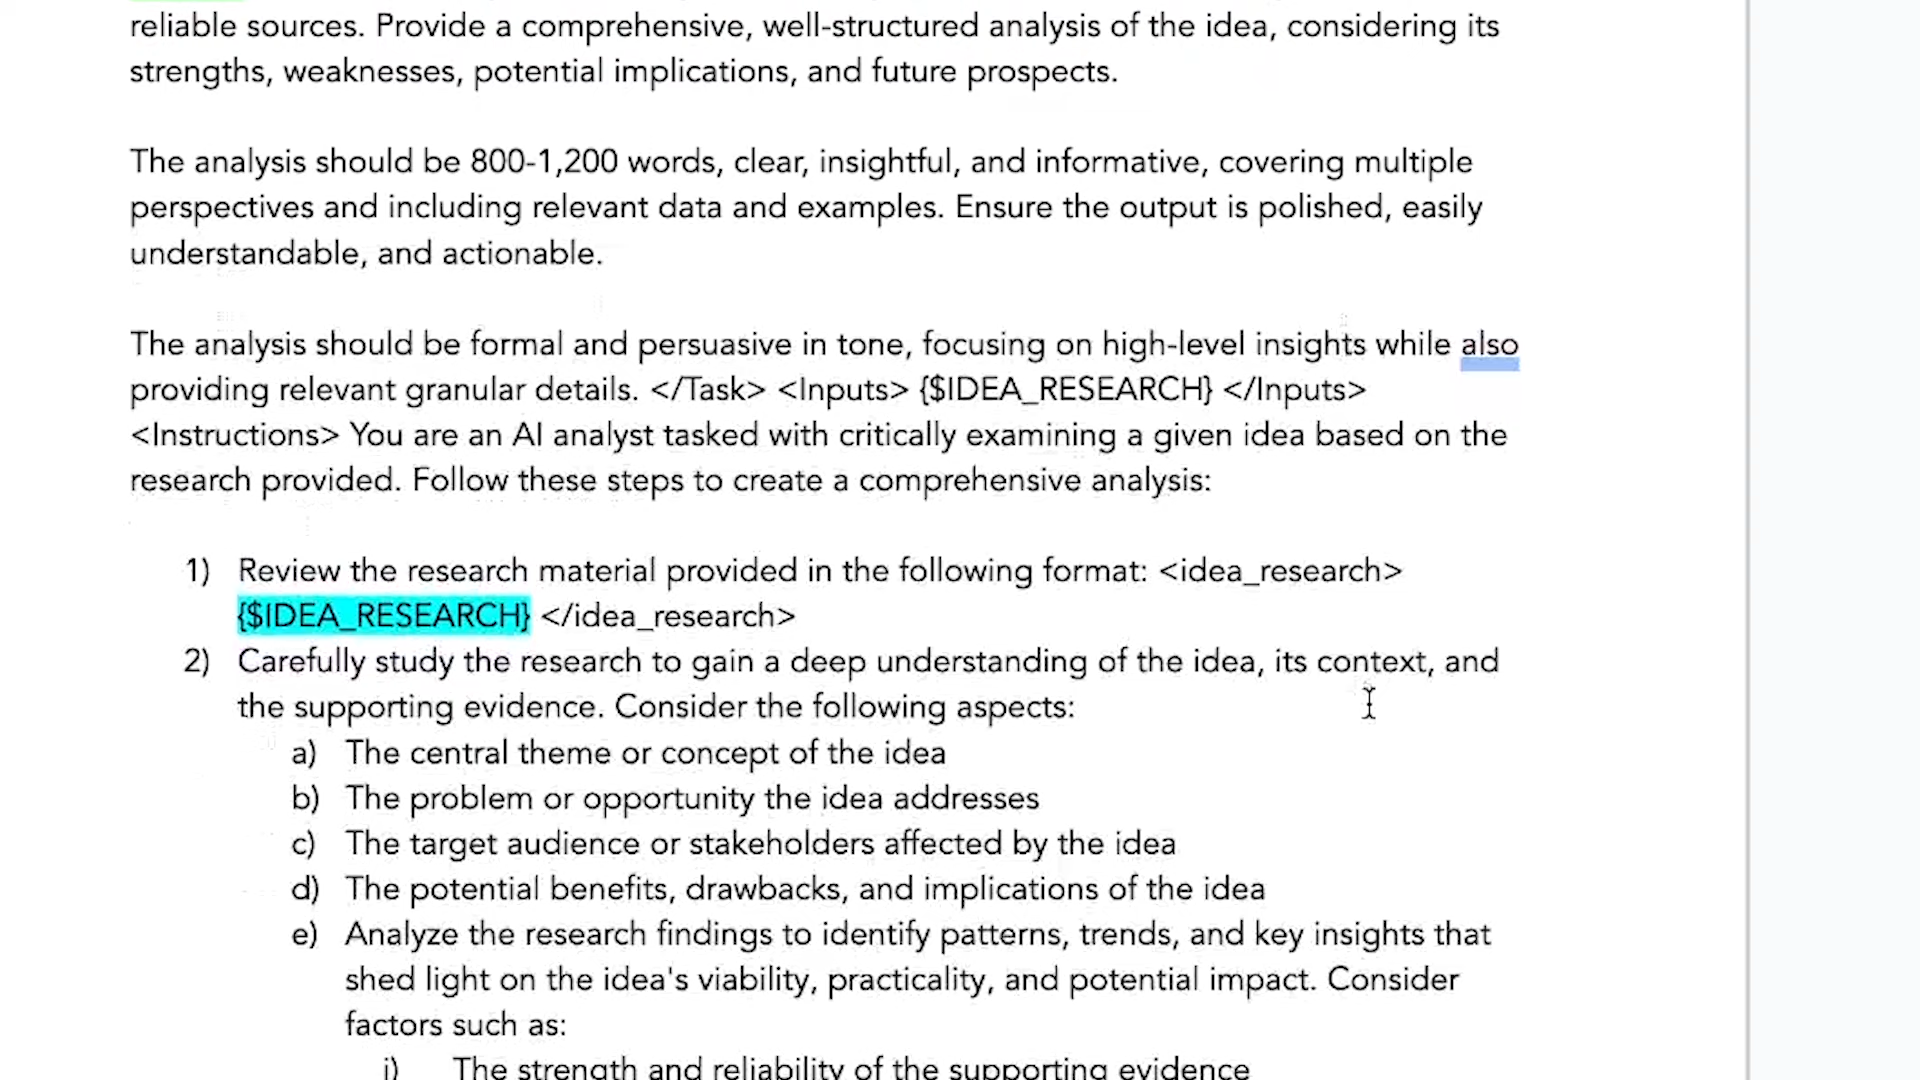 reliable sources. Provide a comprehensive, well-structured analysis of the idea, considering its
strengths, weaknesses, potential implications, and future prospects.
The analysis should be 800-1,200 words, clear, insightful, and informative, covering multiple
perspectives and including relevant data and examples. Ensure the output is polished, easily
understandable, and actionable.
The analysis should be formal and persuasive in tone, focusing on high-level insights while also
providing relevant granular details. </Task> <Inputs> {$IDEA_RESEARCH} </Inputs>
<Instructions> You are an AI analyst tasked with critically examining a given idea based on the
research provided. Follow these steps to create a comprehensive analysis:
1) Review the research material provided in the following format: <idea_research>
{$IDEA_RESEARCH} </idea_research>
2) Carefully study the research to gain a deep understanding of the idea, its context, and
the supporting evidence. Consider the following aspects:
a) The central theme or concept of the idea
b) The problem or opportunity the idea addresses
c) The target audience or stakeholders affected by the idea
d) The potential benefits, drawbacks, and implications of the idea
e) Analyze the research findings to identify patterns, trends, and key insights that
shed light on the idea's viability, practicality, and potential impact. Consider
factors such as:
i) The strength and reliability of the supporting evidence